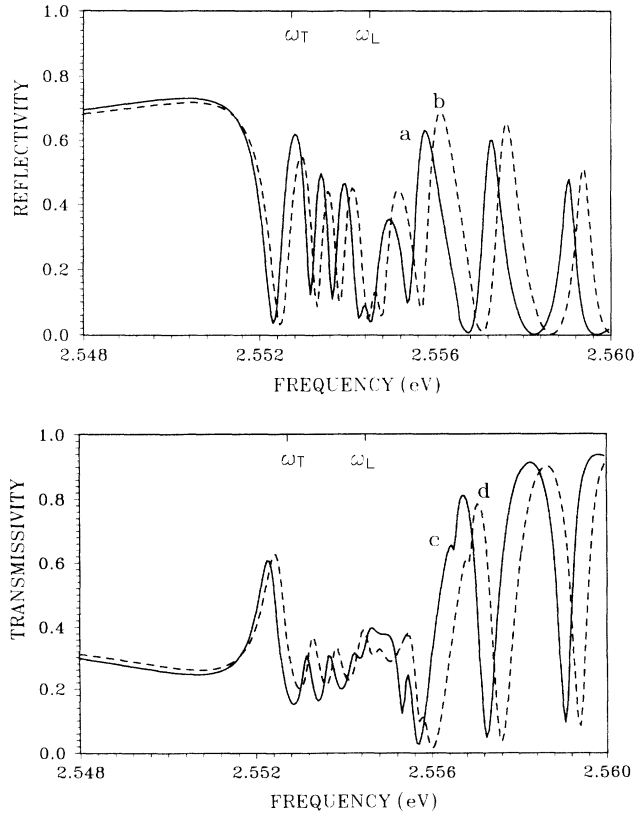 1.0
ωT ωL
0.8
b
a
0.6
REFLECTIVITY
0.4
0.2
0.0
2.548 2.552 2.556 2.560
FREQUENCY (eV)
1.0
ωT ωL
0.8
d
c
0.6
TRANSMISSIVITY
0.4
0.2
0.0
2.548 2.552 2.556 2.560
FREQUENCY (eV)